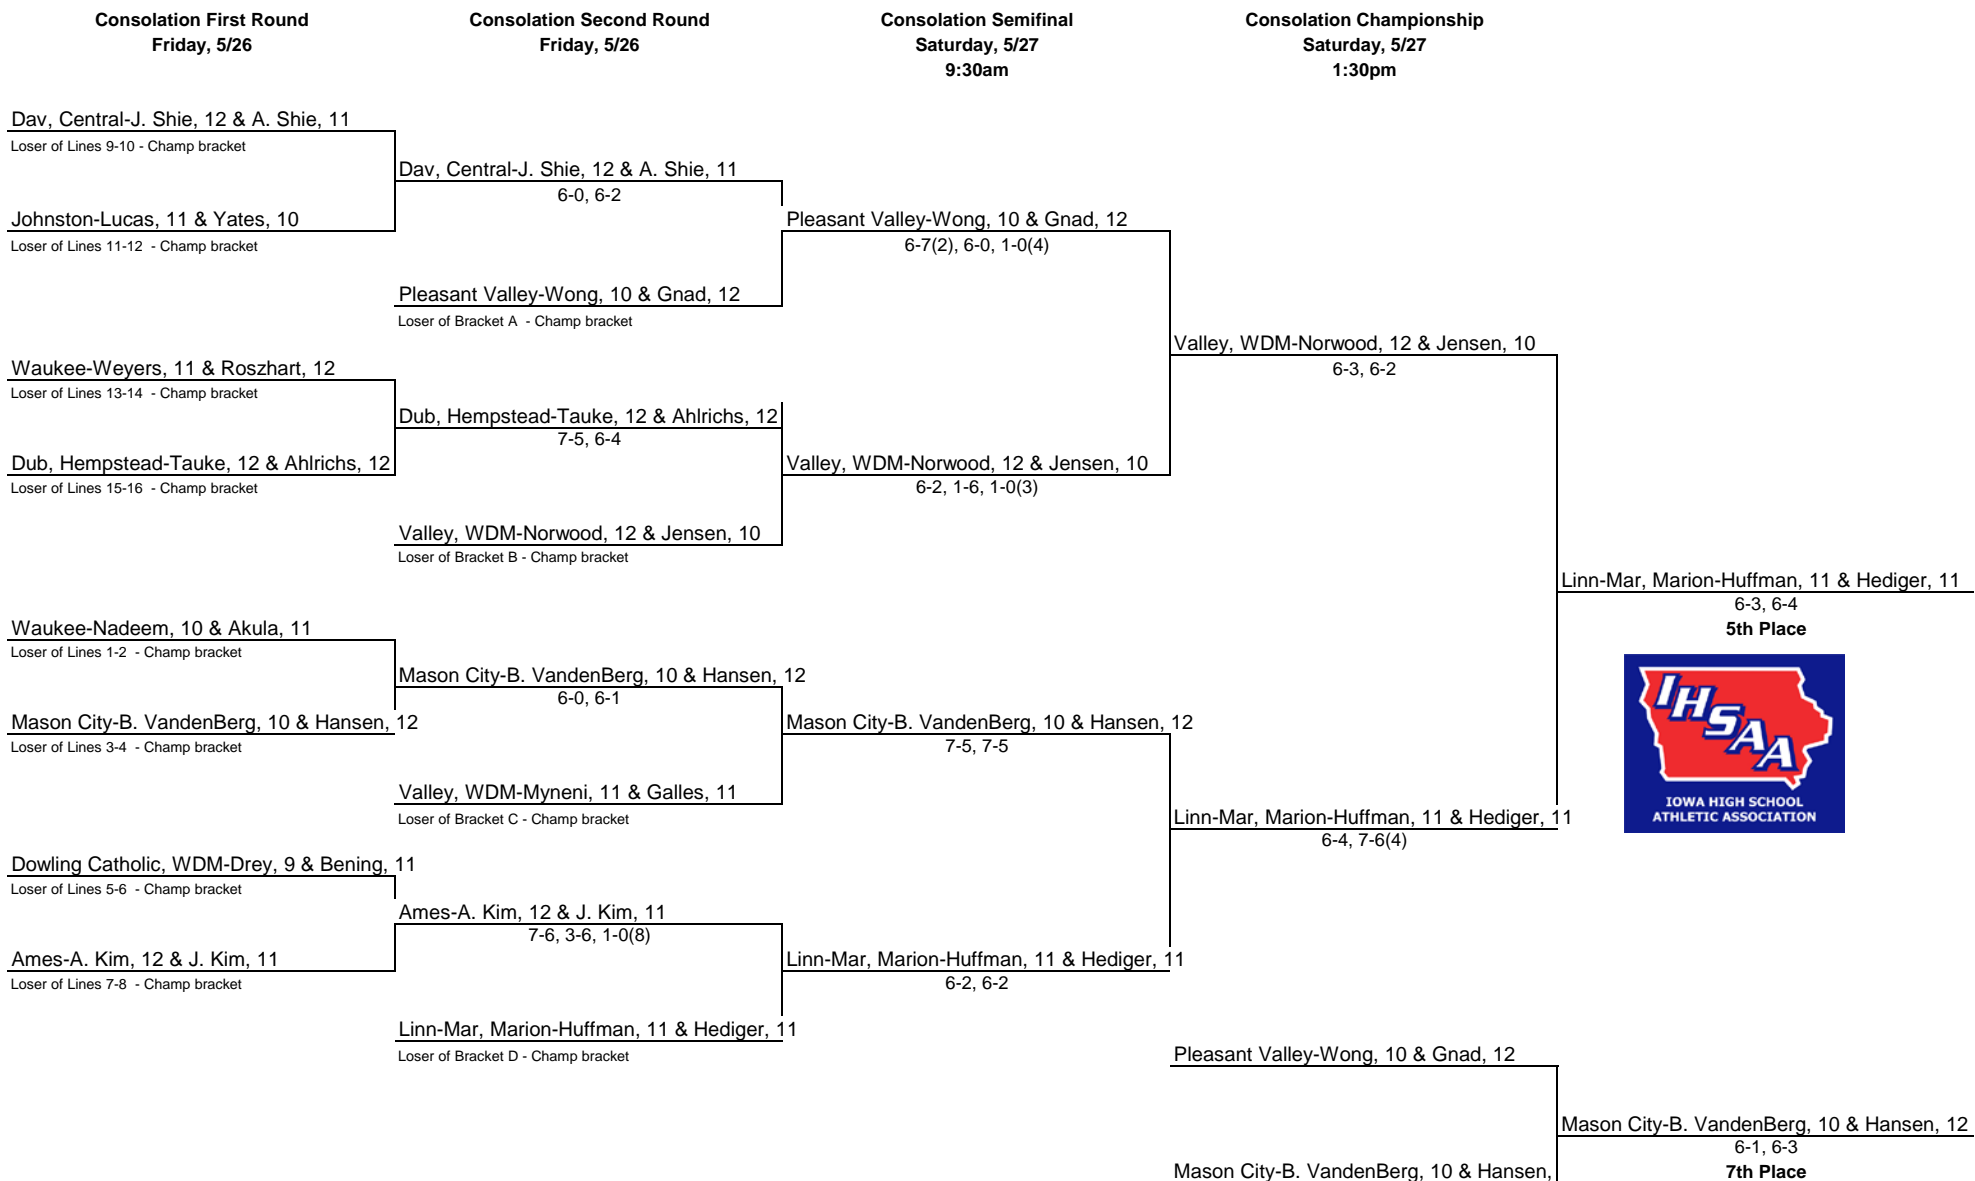 Consolation First Round
Friday, 5/26
Consolation Second Round
Friday, 5/26
Consolation Semifinal
Saturday, 5/27
9:30am
Consolation Championship
Saturday, 5/27
1:30pm
Dav, Central-J. Shie, 12 & A. Shie, 11
Loser of Lines 9-10 - Champ bracket
Dav, Central-J. Shie, 12 & A. Shie, 11
6-0, 6-2
Johnston-Lucas, 11 & Yates, 10
Loser of Lines 11-12 - Champ bracket
Pleasant Valley-Wong, 10 & Gnad, 12
6-7(2), 6-0, 1-0(4)
Pleasant Valley-Wong, 10 & Gnad, 12
Loser of Bracket A - Champ bracket
Valley, WDM-Norwood, 12 & Jensen, 10
6-3, 6-2
Waukee-Weyers, 11 & Roszhart, 12
Loser of Lines 13-14 - Champ bracket
Dub, Hempstead-Tauke, 12 & Ahlrichs, 12
7-5, 6-4
Dub, Hempstead-Tauke, 12 & Ahlrichs, 12
Loser of Lines 15-16 - Champ bracket
Valley, WDM-Norwood, 12 & Jensen, 10
6-2, 1-6, 1-0(3)
Valley, WDM-Norwood, 12 & Jensen, 10
Loser of Bracket B - Champ bracket
Linn-Mar, Marion-Huffman, 11 & Hediger, 11
6-3, 6-4
5th Place
Waukee-Nadeem, 10 & Akula, 11
Loser of Lines 1-2 - Champ bracket
Mason City-B. VandenBerg, 10 & Hansen, 12
6-0, 6-1
Mason City-B. VandenBerg, 10 & Hansen, 12
Loser of Lines 3-4 - Champ bracket
Mason City-B. VandenBerg, 10 & Hansen, 12
7-5, 7-5
IHSAA
IOWA HIGH SCHOOL
ATHLETIC ASSOCIATION
Valley, WDM-Myneni, 11 & Galles, 11
Loser of Bracket C - Champ bracket
Linn-Mar, Marion-Huffman, 11 & Hediger, 11
6-4, 7-6(4)
Dowling Catholic, WDM-Drey, 9 & Bening, 11
Loser of Lines 5-6 - Champ bracket
Ames-A. Kim, 12 & J. Kim, 11
7-6, 3-6, 1-0(8)
Ames-A. Kim, 12 & J. Kim, 11
Loser of Lines 7-8 - Champ bracket
Linn-Mar, Marion-Huffman, 11 & Hediger, 11
6-2, 6-2
Linn-Mar, Marion-Huffman, 11 & Hediger, 11
Loser of Bracket D - Champ bracket
Pleasant Valley-Wong, 10 & Gnad, 12
Mason City-B. VandenBerg, 10 & Hansen, 12
6-1, 6-3
7th Place
Mason City-B. VandenBerg, 10 & Hansen,